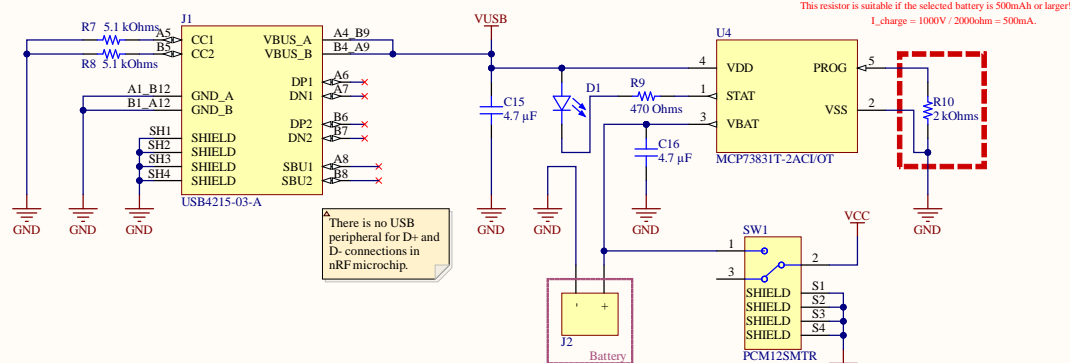 This resistor is suitable if the selected battery is 500mAh or larger!
I_charge = 1000V / 2000ohm = 500mA.
J1
VUSB
U4
R7 5.1 kOhms
A5
CC1
VBUS_A
A4_B9
B5
CC2
VBUS_B
B4_A9
R8 5.1 kOhms
4
VDD
PROG
5
DP1
A6
D1
R9
A1_B12
GND_A
DN1
A7
1
STAT
B1_A12
GND_B
C15
4.7 µF
470 Ohms
VSS
2
R10
2 kOhms
DP2
B6
3
VBAT
SH1
SHIELD
DN2
B7
SH2
SHIELD
C16
4.7 µF
MCP73831T-2ACI/OT
SH3
SHIELD
SBU1
A8
SH4
SHIELD
SBU2
B8
USB4215-03-A
GND
GND
GND
GND
GND
GND
GND
There is no USB
peripheral for D+ and
D- connections in
nRF microchip.
VCC
SW1
1
2
3
SHIELD
S1
SHIELD
S2
SHIELD
S3
SHIELD
S4
- +
J2
Battery
PCM12SMTR